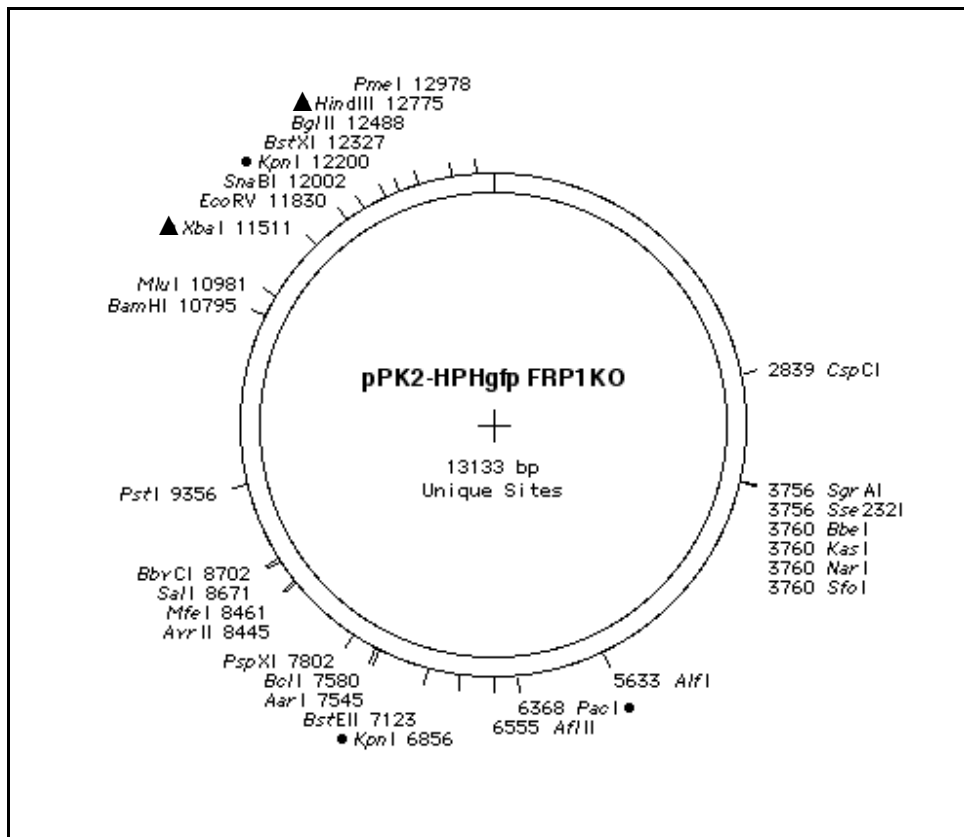 PmeI 12978
▲HindIII 12775
BglII 12488
BstXI 12327
● KpnI 12200
SnaBI 12002
EcoRV 11830
▲XbaI 11511
MluI 10981
BamHI 10795
pPK2-HPHgfp FRP1KO
13133 bp
Unique Sites
2839 CspCI
3756 SgrAI
3756 Sse232I
3760 BbeI
3760 KasI
3760 NarI
3760 SfoI
PstI 9356
BbvCI 8702
SalI 8671
MfeI 8461
AvrII 8445
PspXI 7802
BclI 7580
AarI 7545
BstEII 7123
● KpnI 6856
5633 AlfI
6368 PacI ●
6555 AflII